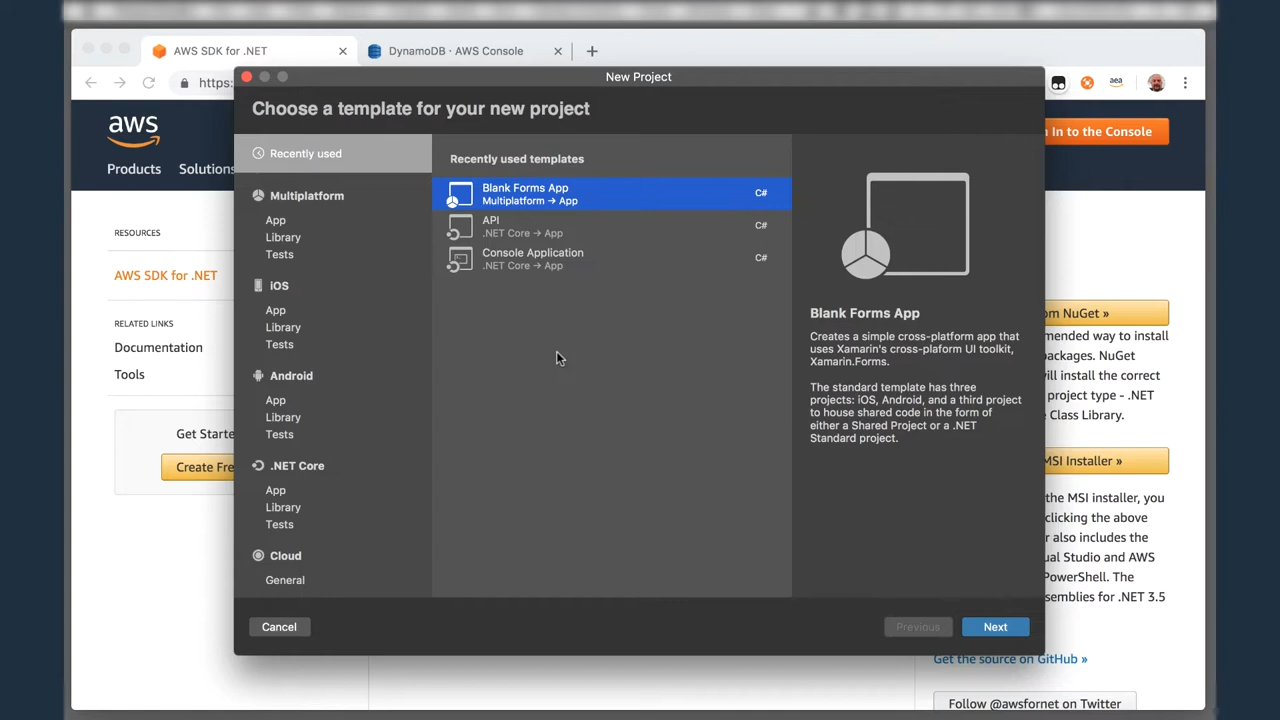 AWS SDK for .NET
DynamoDB · AWS Console
https:
aea
New Project
Choose a template for your new project
aws
Products
Solutions
In to the Console
Recently used
Multiplatform
App
Library
Tests
iOS
App
Library
Tests
Android
App
Library
Tests
.NET Core
App
Library
Tests
Cloud
General
Recently used templates
Blank Forms App
Multiplatform → App
C#
API
.NET Core → App
C#
Console Application
.NET Core → App
C#
Blank Forms App
Creates a simple cross-platform app that
uses Xamarin's cross-plaform UI toolkit,
Xamarin.Forms.
The standard template has three
projects: iOS, Android, and a third project
to house shared code in the form of
either a Shared Project or a .NET
Standard project.
Cancel
Previous
Next
RESOURCES
AWS SDK for .NET
RELATED LINKS
Documentation
Tools
Get Starte
Create Fre
om NuGet »
mended way to install
packages. NuGet
will install the correct
project type - .NET
Class Library.
MSI Installer »
the MSI installer, you
clicking the above
r also includes the
ual Studio and AWS
PowerShell. The
ssemblies for .NET 3.5
Get the source on GitHub »
Follow @awsfornet on Twitter